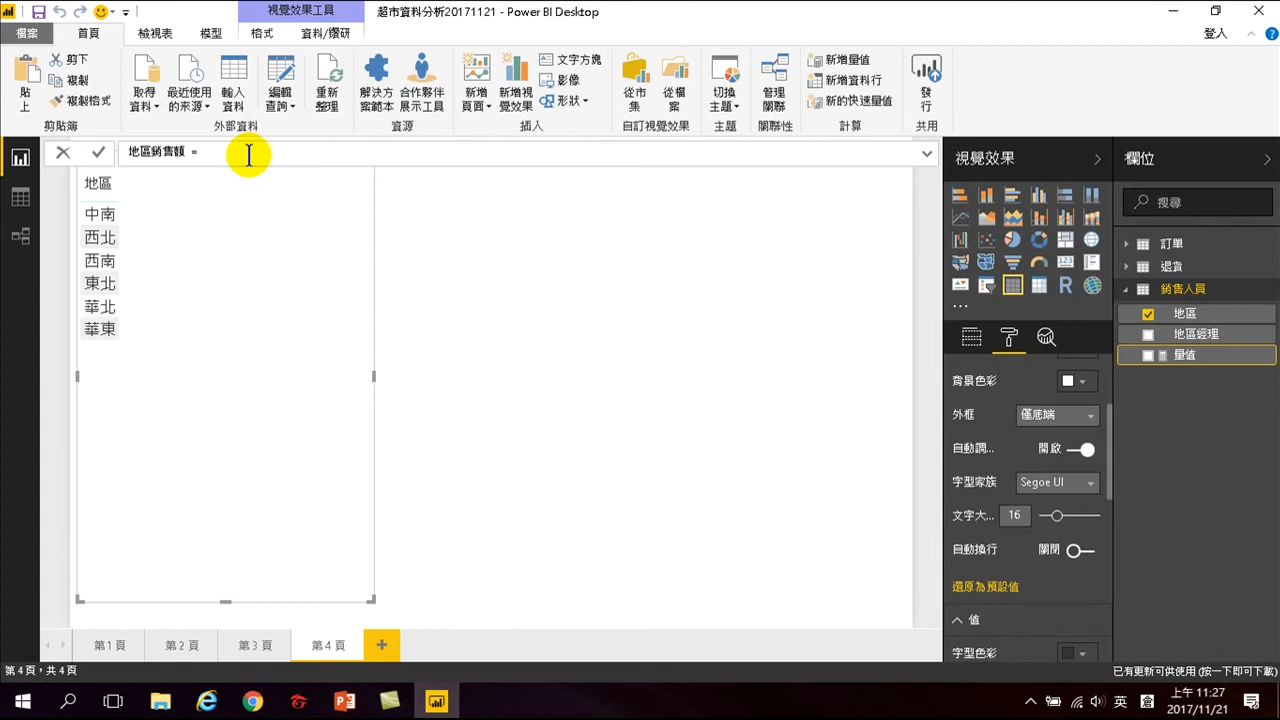 視覺效果工具
超市資料分析20171121 - Power BI Desktop
檔案
首頁
檢視表
模型
格式
資料/鑽研
登入
貼上
剪下
複製
複製格式
剪貼簿
取得資料
最近使用的來源
輸入資料
編輯查詢
重新整理
外部資料
解決方案範本
合作夥伴展示工具
資源
新增頁面
新增視覺效果
文字方塊
影像
形狀
插入
從市集
從檔案
自訂視覺效果
切換主題
主題
管理關聯
關聯性
新增量值
新增資料行
新的快速量值
計算
發行
共用
地區銷售額 =
地區
中南
西北
西南
東北
華北
華東
視覺效果
R
123
背景色彩
外框
僅底端
自動調...
開啟
字型家族
Segoe UI
文字大...
16
自動換行
關閉
還原為預設值
值
字型色彩
欄位
搜尋
訂單
退貨
銷售人員
地區
地區經理
量值
第1頁
第2頁
第3頁
第4頁
第4頁，共4頁
已有更新可供使用 (按一下即可下載)
英
上午 11:27
2017/11/21